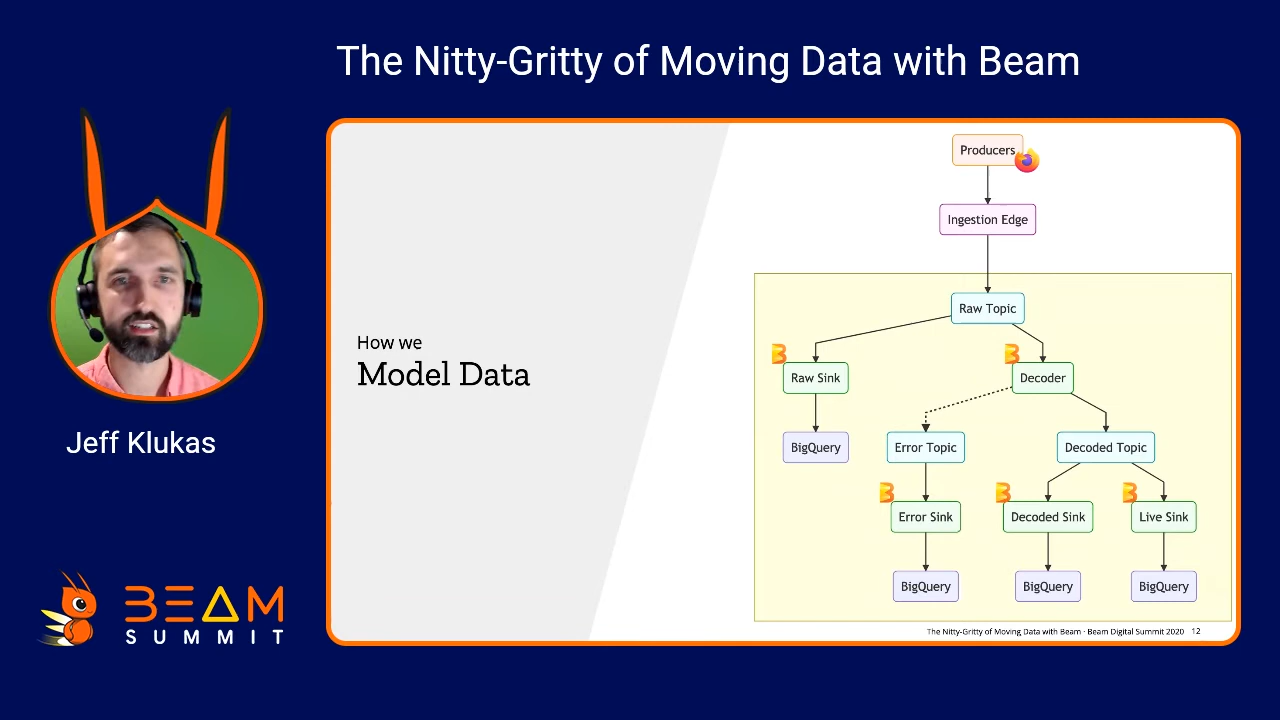 The Nitty-Gritty of Moving Data with Beam
Jeff Klukas
BEAM
SUMMIT
How we
Model Data
Producers
Ingestion Edge
Raw Topic
Raw Sink
Decoder
BigQuery
Error Topic
Decoded Topic
Error Sink
Decoded Sink
Live Sink
BigQuery
BigQuery
BigQuery
The Nitty-Gritty of Moving Data with Beam · Beam Digital Summit 2020 12